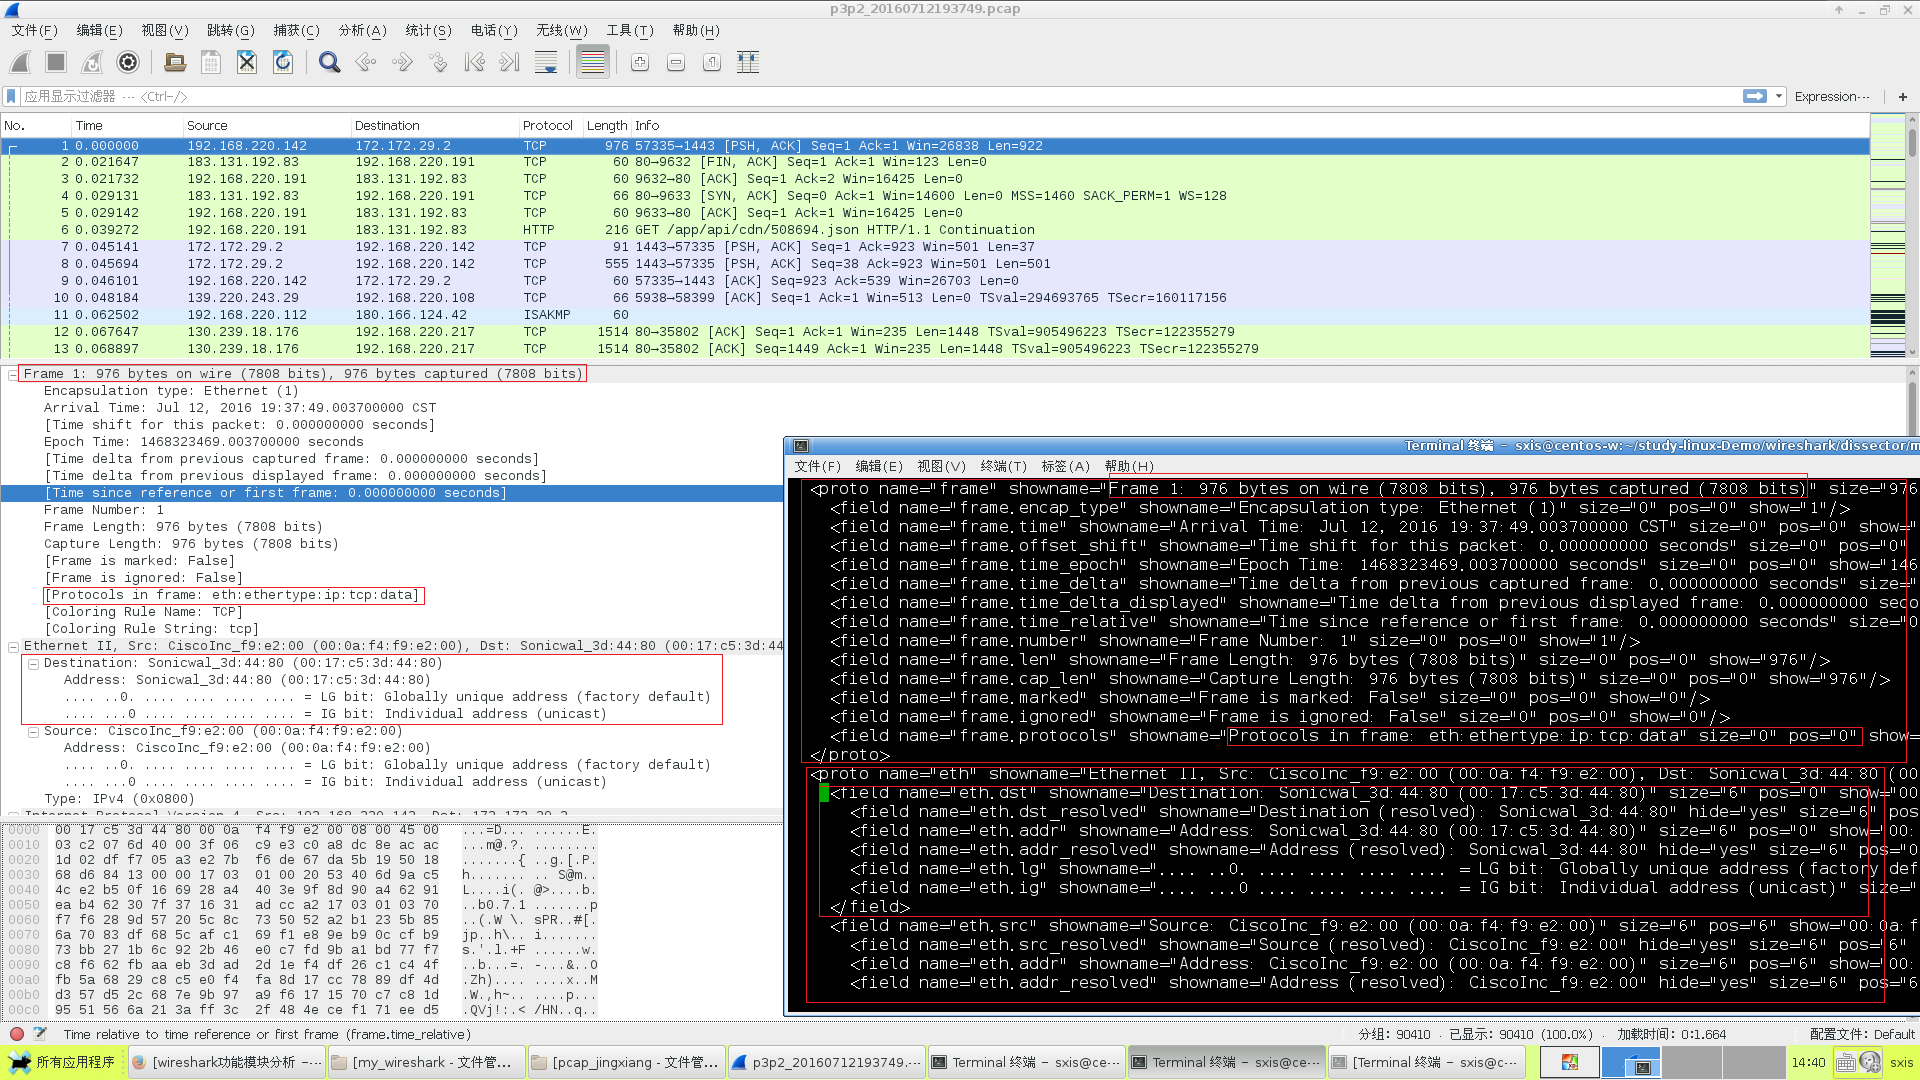 p3p2_20160712193749.pcap
文件(F) 编辑(E) 视图(V) 跳转(G) 捕获(C) 分析(A) 统计(S) 电话(Y) 无线(W) 工具(T) 帮助(H)
应用显示过滤器 ··· <Ctrl-/> Expression··· +
No. Time Source Destination Protocol Length Info
1 0.000000 192.168.220.142 172.172.29.2 TCP 976 57335→1443 [PSH, ACK] Seq=1 Ack=1 Win=26838 Len=922
2 0.021647 183.131.192.83 192.168.220.191 TCP 60 80→9632 [FIN, ACK] Seq=1 Ack=1 Win=123 Len=0
3 0.021732 192.168.220.191 183.131.192.83 TCP 60 9632→80 [ACK] Seq=1 Ack=2 Win=16425 Len=0
4 0.029131 183.131.192.83 192.168.220.191 TCP 66 80→9633 [SYN, ACK] Seq=0 Ack=1 Win=14600 Len=0 MSS=1460 SACK_PERM=1 WS=128
5 0.029142 192.168.220.191 183.131.192.83 TCP 60 9633→80 [ACK] Seq=1 Ack=1 Win=16425 Len=0
6 0.039272 192.168.220.191 183.131.192.83 HTTP 216 GET /app/api/cdn/508694.json HTTP/1.1 Continuation
7 0.045141 172.172.29.2 192.168.220.142 TCP 91 1443→57335 [PSH, ACK] Seq=1 Ack=923 Win=501 Len=37
8 0.045694 172.172.29.2 192.168.220.142 TCP 555 1443→57335 [PSH, ACK] Seq=38 Ack=923 Win=501 Len=501
9 0.046101 192.168.220.142 172.172.29.2 TCP 60 57335→1443 [ACK] Seq=923 Ack=539 Win=26703 Len=0
10 0.048184 139.220.243.29 192.168.220.108 TCP 66 5938→58399 [ACK] Seq=1 Ack=1 Win=513 Len=0 TSval=294693765 TSecr=160117156
11 0.062502 192.168.220.112 180.166.124.42 ISAKMP 60
12 0.067647 130.239.18.176 192.168.220.217 TCP 1514 80→35802 [ACK] Seq=1 Ack=1 Win=235 Len=1448 TSval=905496223 TSecr=122355279
13 0.068897 130.239.18.176 192.168.220.217 TCP 1514 80→35802 [ACK] Seq=1449 Ack=1 Win=235 Len=1448 TSval=905496223 TSecr=122355279
Frame 1: 976 bytes on wire (7808 bits), 976 bytes captured (7808 bits)
Encapsulation type: Ethernet (1)
Arrival Time: Jul 12, 2016 19:37:49.003700000 CST
[Time shift for this packet: 0.000000000 seconds]
Epoch Time: 1468323469.003700000 seconds
[Time delta from previous captured frame: 0.000000000 seconds]
[Time delta from previous displayed frame: 0.000000000 seconds]
[Time since reference or first frame: 0.000000000 seconds]
Frame Number: 1
Frame Length: 976 bytes (7808 bits)
Capture Length: 976 bytes (7808 bits)
[Frame is marked: False]
[Frame is ignored: False]
[Protocols in frame: eth:ethertype:ip:tcp:data]
[Coloring Rule Name: TCP]
[Coloring Rule String: tcp]
Ethernet II, Src: CiscoInc_f9:e2:00 (00:0a:f4:f9:e2:00), Dst: Sonicwal_3d:44:80 (00:17:c5:3d:44
Destination: Sonicwal_3d:44:80 (00:17:c5:3d:44:80)
Address: Sonicwal_3d:44:80 (00:17:c5:3d:44:80)
.... ..0. .... .... .... .... = LG bit: Globally unique address (factory default)
.... ...0 .... .... .... .... = IG bit: Individual address (unicast)
Source: CiscoInc_f9:e2:00 (00:0a:f4:f9:e2:00)
Address: CiscoInc_f9:e2:00 (00:0a:f4:f9:e2:00)
.... ..0. .... .... .... .... = LG bit: Globally unique address (factory default)
.... ...0 .... .... .... .... = IG bit: Individual address (unicast)
Type: IPv4 (0x0800)
Terminal 终端 - sxis@centos-w:~/study-linux-Demo/wireshark/dissector/m
文件(F) 编辑(E) 视图(V) 终端(T) 标签(A) 帮助(H)
<proto name="frame" showname="Frame 1: 976 bytes on wire (7808 bits), 976 bytes captured (7808 bits)" size="976
<field name="frame.encap_type" showname="Encapsulation type: Ethernet (1)" size="0" pos="0" show="1"/>
<field name="frame.time" showname="Arrival Time: Jul 12, 2016 19:37:49.003700000 CST" size="0" pos="0" show="
<field name="frame.offset_shift" showname="Time shift for this packet: 0.000000000 seconds" size="0" pos="0"
<field name="frame.time_epoch" showname="Epoch Time: 1468323469.003700000 seconds" size="0" pos="0" show="146
<field name="frame.time_delta" showname="Time delta from previous captured frame: 0.000000000 seconds" size="
<field name="frame.time_delta_displayed" showname="Time delta from previous displayed frame: 0.000000000 seco
<field name="frame.time_relative" showname="Time since reference or first frame: 0.000000000 seconds" size="0
<field name="frame.number" showname="Frame Number: 1" size="0" pos="0" show="1"/>
<field name="frame.len" showname="Frame Length: 976 bytes (7808 bits)" size="0" pos="0" show="976"/>
<field name="frame.cap_len" showname="Capture Length: 976 bytes (7808 bits)" size="0" pos="0" show="976"/>
<field name="frame.marked" showname="Frame is marked: False" size="0" pos="0" show="0"/>
<field name="frame.ignored" showname="Frame is ignored: False" size="0" pos="0" show="0"/>
<field name="frame.protocols" showname="Protocols in frame: eth:ethertype:ip:tcp:data" size="0" pos="0" show=
</proto>
<proto name="eth" showname="Ethernet II, Src: CiscoInc_f9:e2:00 (00:0a:f4:f9:e2:00), Dst: Sonicwal_3d:44:80 (00
<field name="eth.dst" showname="Destination: Sonicwal_3d:44:80 (00:17:c5:3d:44:80)" size="6" pos="0" show="00
<field name="eth.dst_resolved" showname="Destination (resolved): Sonicwal_3d:44:80" hide="yes" size="6" pos
<field name="eth.addr" showname="Address: Sonicwal_3d:44:80 (00:17:c5:3d:44:80)" size="6" pos="0" show="00:
<field name="eth.addr_resolved" showname="Address (resolved): Sonicwal_3d:44:80" hide="yes" size="6" pos="0
<field name="eth.lg" showname=".... ..0. .... .... .... .... = LG bit: Globally unique address (factory def
<field name="eth.ig" showname=".... ...0 .... .... .... .... = IG bit: Individual address (unicast)" size="
</field>
<field name="eth.src" showname="Source: CiscoInc_f9:e2:00 (00:0a:f4:f9:e2:00)" size="6" pos="6" show="00:0a:f
<field name="eth.src_resolved" showname="Source (resolved): CiscoInc_f9:e2:00" hide="yes" size="6" pos="6"
<field name="eth.addr" showname="Address: CiscoInc_f9:e2:00 (00:0a:f4:f9:e2:00)" size="6" pos="6" show="00:
<field name="eth.addr_resolved" showname="Address (resolved): CiscoInc_f9:e2:00" hide="yes" size="6" pos="6
0000 00 17 c5 3d 44 80 00 0a f4 f9 e2 00 08 00 45 00 ...=D... ......E.
0010 03 c2 07 6d 40 00 3f 06 c9 e3 c0 a8 dc 8e ac ac ...m@.?. ........
0020 1d 02 df f7 05 a3 e2 7b f6 de 67 da 5b 19 50 18 .......{ ..g.[.P.
0030 68 d6 84 13 00 00 17 03 01 00 20 53 40 6d 9a c5 h....... .. S@m..
0040 4c e2 b5 0f 16 69 28 a4 40 3e 9f 8d 90 a4 62 91 L....i(. @>....b.
0050 ea b4 62 30 7f 37 16 31 ad cc a2 17 03 01 03 70 ..b0.7.1 .......p
0060 f7 f6 28 9d 57 20 5c 8c 73 50 52 a2 b1 23 5b 85 ..(.W \. sPR..#[.
0070 6a 70 83 df 68 5c af c1 69 f1 e8 9e b9 0c cf b9 jp..h\.. i.......
0080 73 bb 27 1b 6c 92 2b 46 e0 c7 fd 9b a1 bd 77 f7 s.'.l.+F ......w.
0090 c8 f6 62 fb aa eb 3d ad 2d 1e f4 df 26 c1 c4 4f ..b...=. -...&..O
00a0 fb 5a 68 29 c8 c5 e0 f4 fa 8d 17 cc 78 89 df 4d .Zh).... ....x..M
00b0 d3 57 d5 2c 68 7e 9b 97 a9 f6 17 15 70 c7 c8 1d .W.,h~.. ....p...
00c0 95 51 56 6a 21 3a ff 3c 2f 48 4e ce f1 71 ee d5 .QVj!:.< /HN..q..
Time relative to time reference or first frame (frame.time_relative) 分组: 90410 · 已显示: 90410 (100.0%) · 加载时间: 0:1.664 配置文件: Default
所有应用程序 [wireshark功能模块分析 -··· [my_wireshark - 文件管··· [pcap_jingxiang - 文件管··· p3p2_20160712193749.pc··· Terminal 终端 - sxis@ce··· Terminal 终端 - sxis@ce··· [Terminal 终端 - sxis@c··· 14:40 sxis